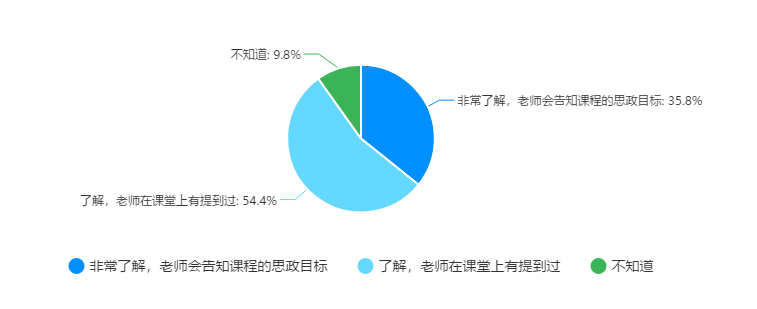 不知道: 9.8%
非常了解，老师会告知课程的思政目标: 35.8%
了解，老师在课堂上有提到过: 54.4%
非常了解，老师会告知课程的思政目标
了解，老师在课堂上有提到过
不知道